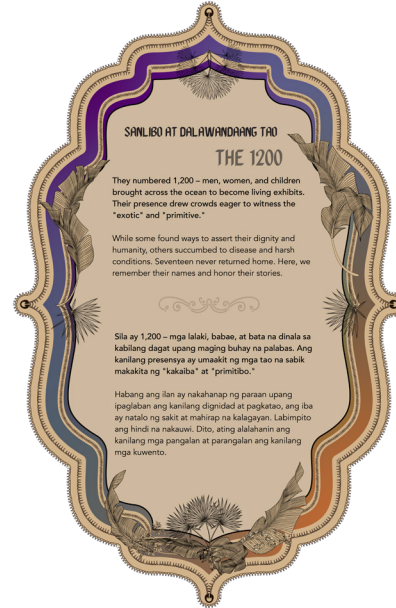 SANLIBO AT DALAWANDAANG TAO
THE 1200
They numbered 1,200 – men, women, and children
brought across the ocean to become living exhibits.
Their presence drew crowds eager to witness the
"exotic" and "primitive."
While some found ways to assert their dignity and
humanity, others succumbed to disease and harsh
conditions. Seventeen never returned home. Here, we
remember their names and honor their stories.
Sila ay 1,200 – mga lalaki, babae, at bata na dinala sa
kabilang dagat upang maging buhay na palabas. Ang
kanilang presensya ay umaakit ng mga tao na sabik
makakita ng "kakaiba" at "primitibo."
Habang ang ilan ay nakahanap ng paraan upang
ipaglaban ang kanilang dignidad at pagkatao, ang iba
ay natalo ng sakit at mahirap na kalagayan. Labimpito
ang hindi na nakauwi. Dito, ating alalahanin ang
kanilang mga pangalan at parangalan ang kanilang
mga kuwento.